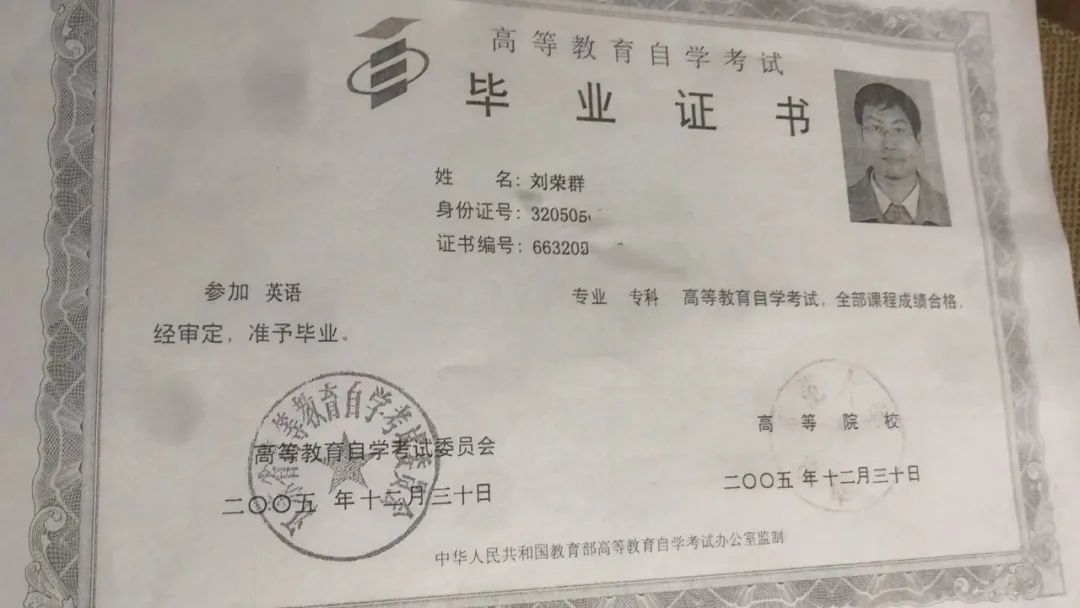 高等教育自学考试
毕业证书
姓 名：刘荣群
身份证号：320505
证书编号：663209
参加 英语 专业 专科 高等教育自学考试，全部课程成绩合格，
经审定，准予毕业。
高等教育自学考试委员会
高等院校
二〇〇五 年十二月三十日
二〇〇五 年十二月三十日
中华人民共和国教育部高等教育自学考试办公室监制